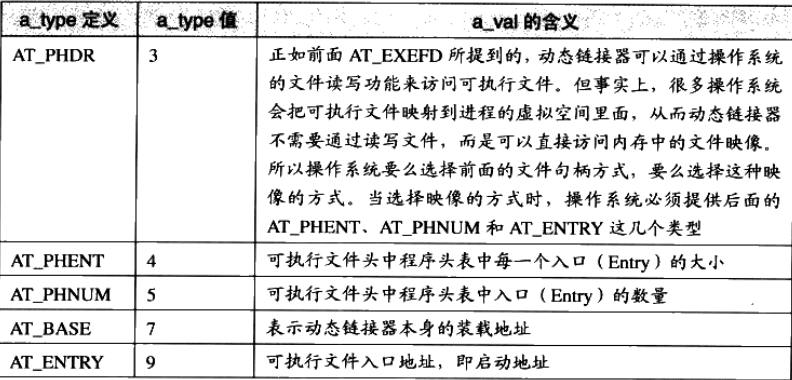 a_type 定义 a_type 值 a_val 的含义
AT_PHDR 3 正如前面 AT_EXEFD 所提到的，动态链接器可以通过操作系统
的文件读写功能来访问可执行文件。但事实上，很多操作系统
会把可执行文件映射到进程的虚拟空间里面，从而动态链接器
不需要通过读写文件，而是可以直接访问内存中的文件映像。
所以操作系统要么选择前面的文件句柄方式，要么选择这种映
像的方式。当选择映像的方式时，操作系统必须提供后面的
AT_PHENT、AT_PHNUM 和 AT_ENTRY 这几个类型
AT_PHENT 4 可执行文件头中程序头表中每一个入口（Entry）的大小
AT_PHNUM 5 可执行文件头中程序头表中入口（Entry）的数量
AT_BASE 7 表示动态链接器本身的装载地址
AT_ENTRY 9 可执行文件入口地址，即启动地址